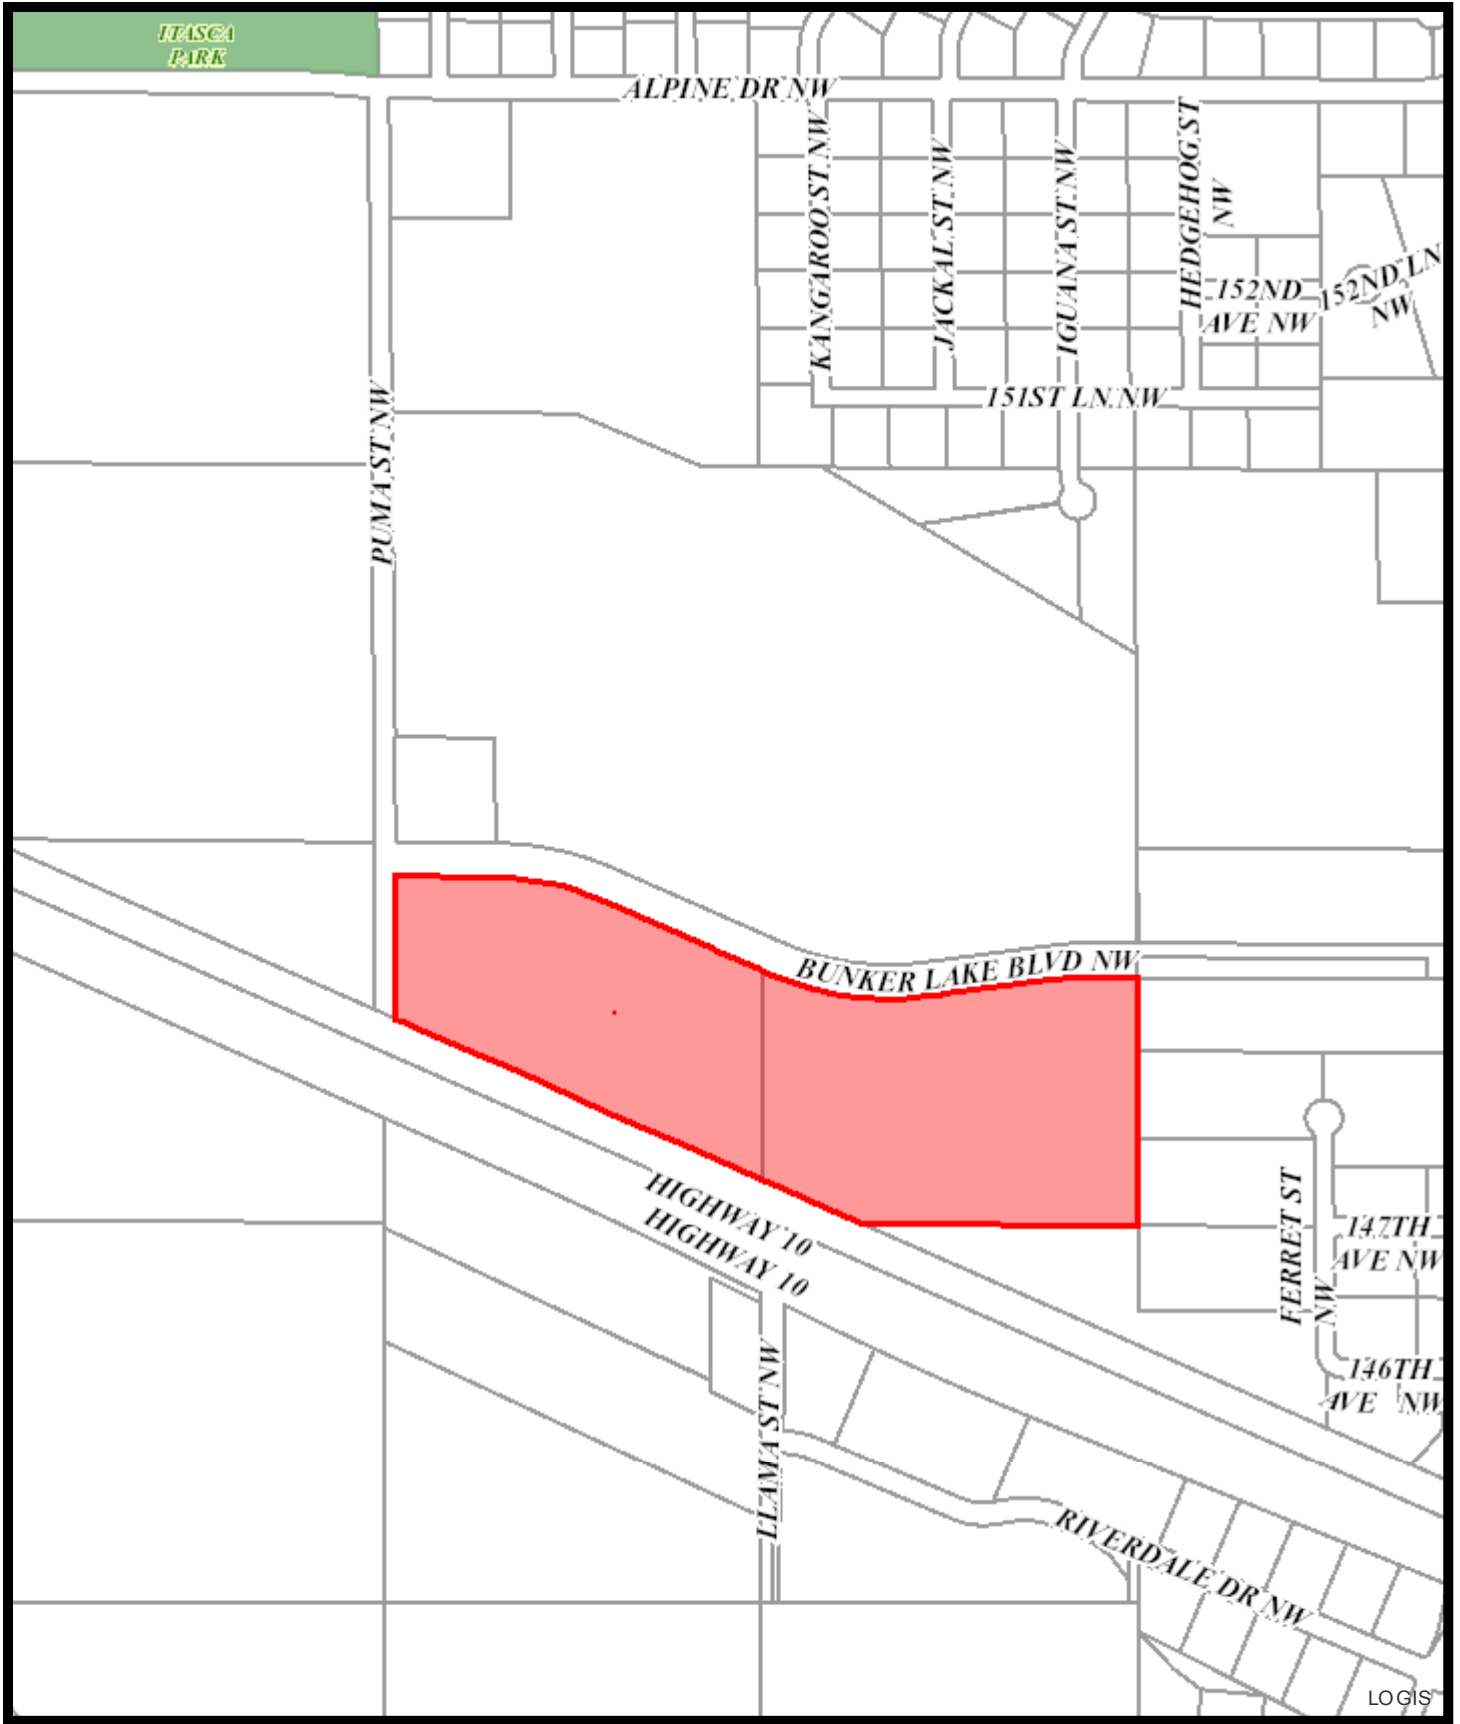 ITASCA
PARK
ALPINE DR NW
KANGAROO ST NW
JACKAL ST NW
IGUANA ST NW
HEDGEHOG ST
NW
152ND
AVE NW
152ND LN
NW
151ST LN NW
PUMA ST NW
BUNKER LAKE BLVD NW
HIGHWAY 10
HIGHWAY 10
FERRET ST
NW
147TH
AVE NW
146TH
AVE NW
LLAMA ST NW
RIVERDALE DR NW
LOGIS